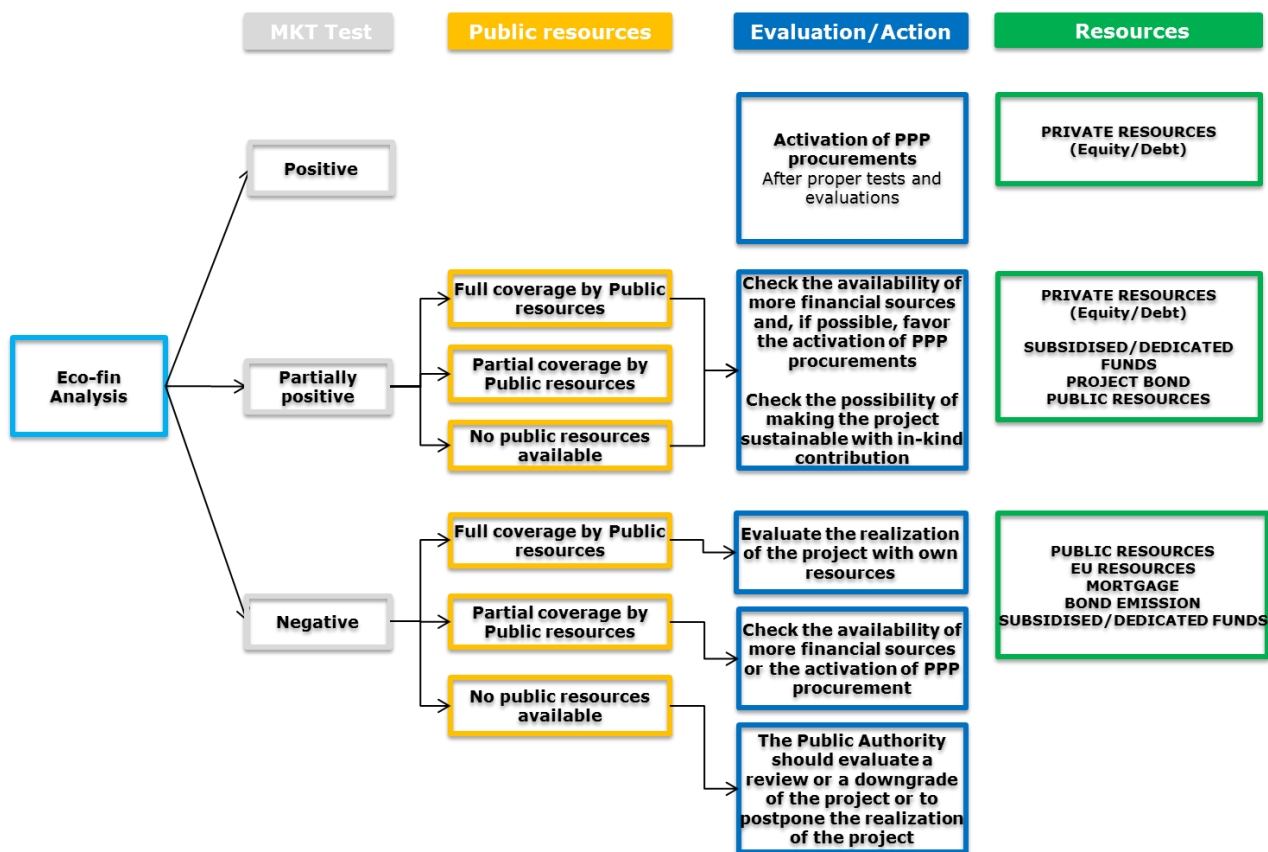 MKT Test
Public resources
Evaluation/Action
Resources
Positive
Activation of PPP
procurements
After proper tests and
evaluations
PRIVATE RESOURCES
(Equity/Debt)
Eco-fin
Analysis
Partially
positive
Full coverage by Public
resources
Partial coverage by
Public resources
No public resources
available
Check the availability of
more financial sources
and, if possible, favor
the activation of PPP
procurements
Check the possibility of
making the project
sustainable with in-kind
contribution
PRIVATE RESOURCES
(Equity/Debt)
SUBSIDISED/DEDICATED
FUNDS
PROJECT BOND
PUBLIC RESOURCES
Negative
Full coverage by Public
resources
Partial coverage by
Public resources
No public resources
available
Evaluate the realization
of the project with own
resources
Check the availability of
more financial sources
or the activation of PPP
procurement
The Public Authority
should evaluate a
review or a downgrade
of the project or to
postpone the realization
of the project
PUBLIC RESOURCES
EU RESOURCES
MORTGAGE
BOND EMISSION
SUBSIDISED/DEDICATED FUNDS